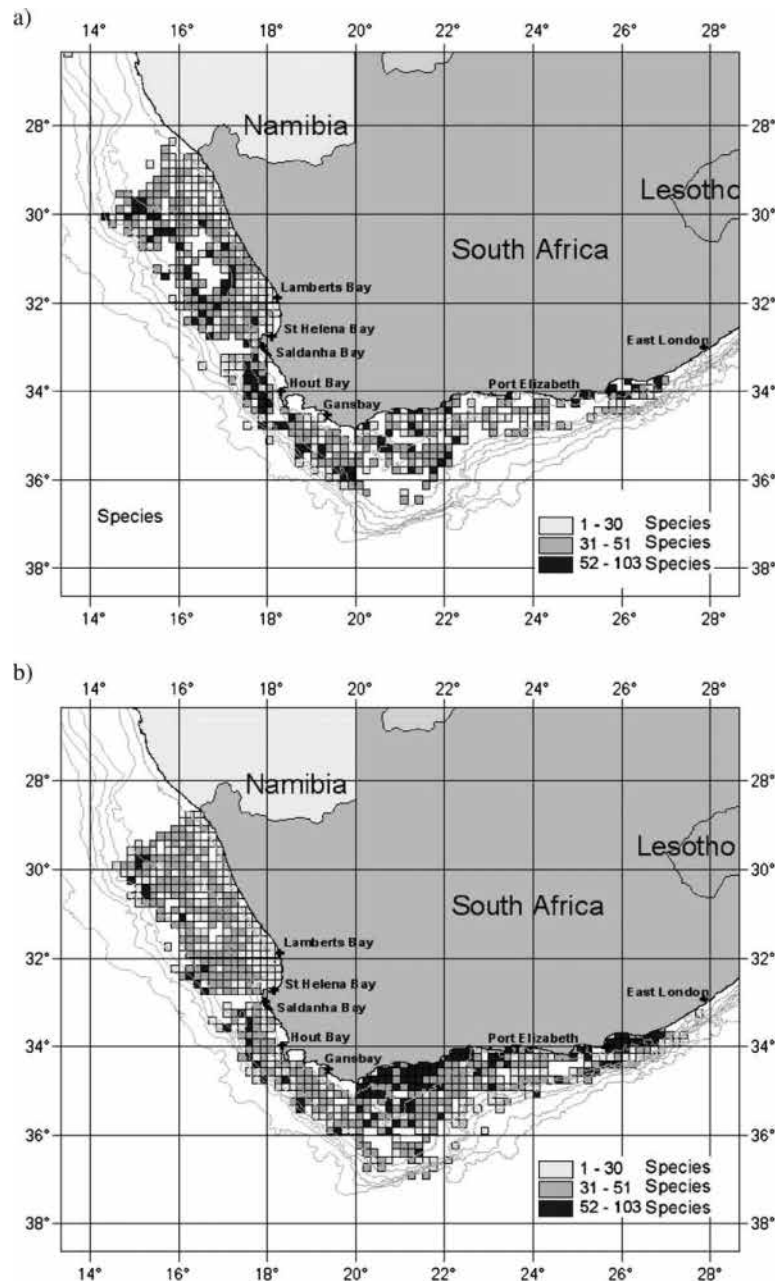 a)
14° 16° 18° 20° 22° 24° 26° 28°
Namibia
28° 28°
Lesotho
30° 30°
South Africa
Lamberts Bay
32° 32°
St Helena Bay
East London
Saldanha Bay
34° Hout Bay Port Elizabeth 34°
Gansbay
36° 36°
Species
1 - 30 Species
31 - 51 Species
52 - 103 Species
38° 38°
14° 16° 18° 20° 22° 24° 26° 28°
b)
14° 16° 18° 20° 22° 24° 26° 28°
Namibia
28° 28°
Lesotho
30° 30°
South Africa
Lamberts Bay
32° 32°
St Helena Bay
East London
Saldanha Bay
34° Hout Bay Port Elizabeth 34°
Gansbay
36° 36°
1 - 30 Species
31 - 51 Species
52 - 103 Species
38° 38°
14° 16° 18° 20° 22° 24° 26° 28°